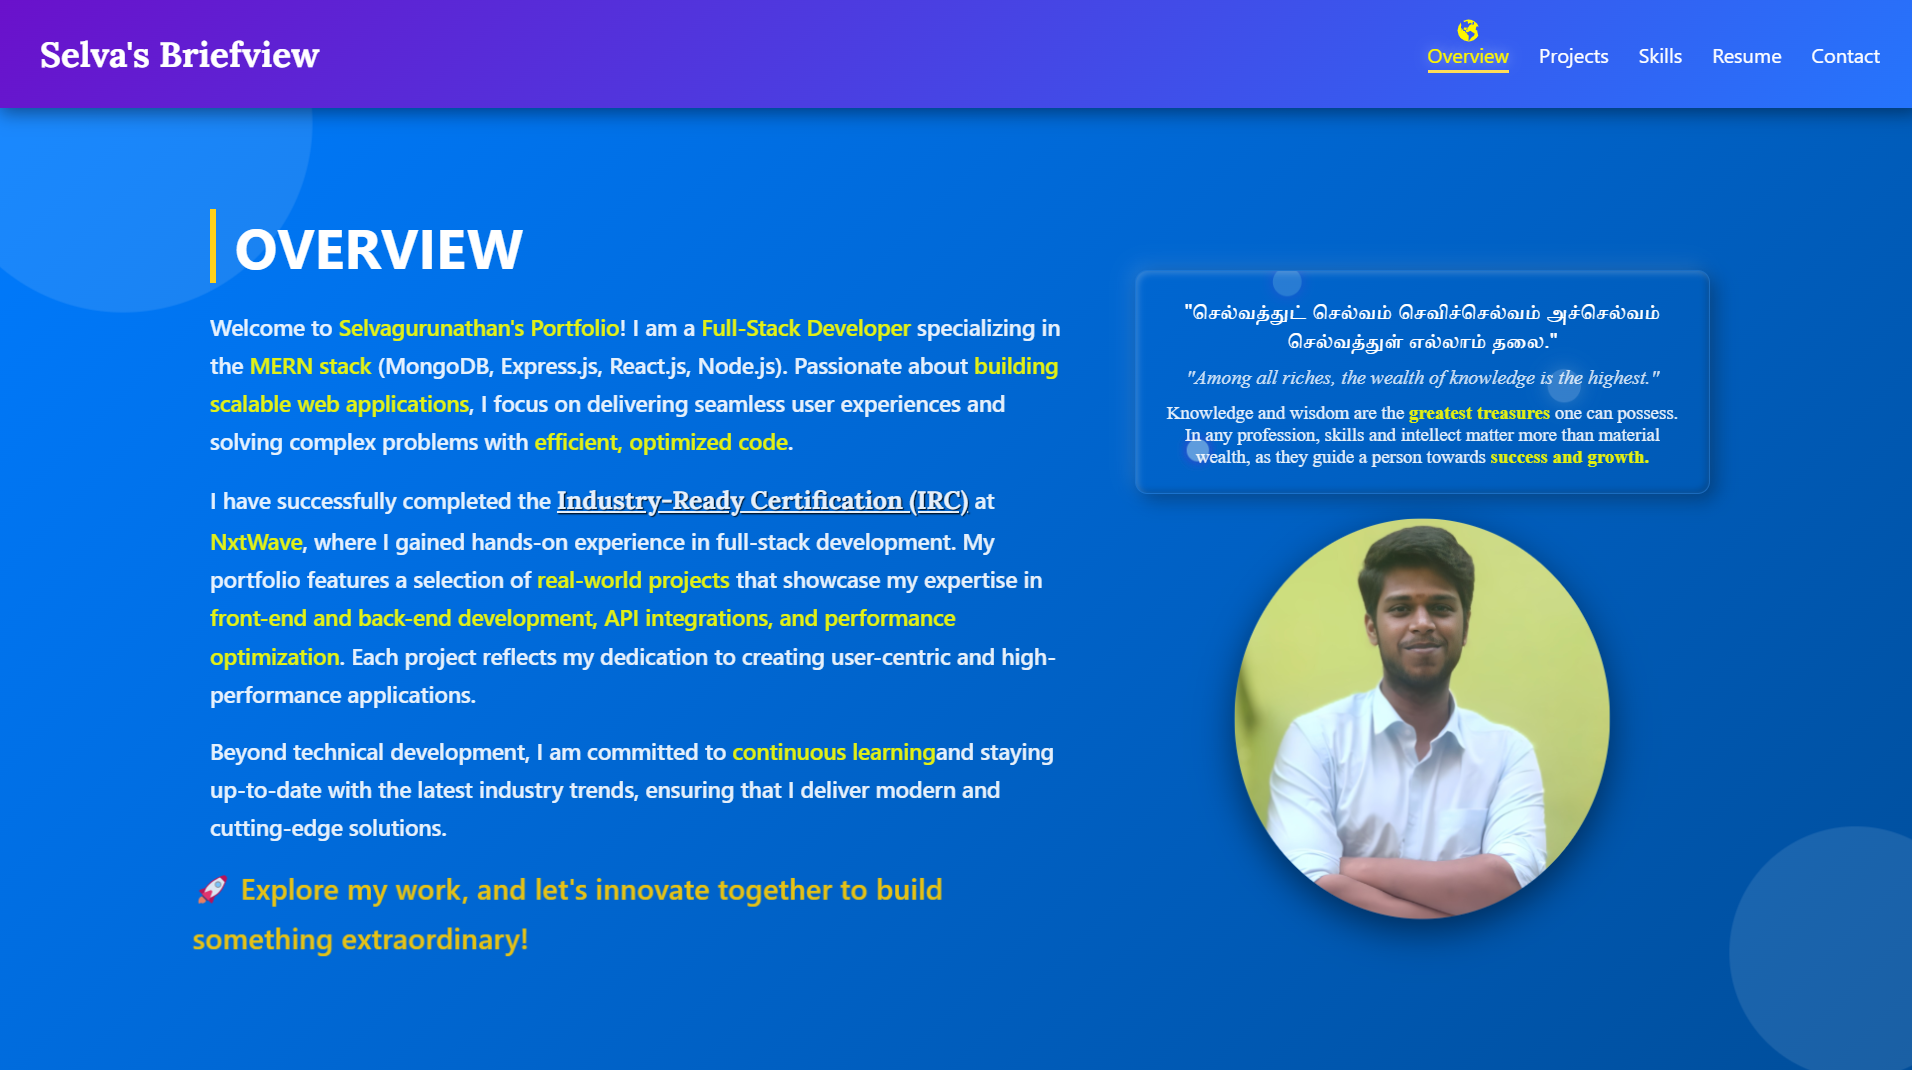 Selva's Briefview
Overview
Projects
Skills
Resume
Contact
OVERVIEW
Welcome to Selvagurunathan's Portfolio! I am a Full-Stack Developer specializing in
the MERN stack (MongoDB, Express.js, React.js, Node.js). Passionate about building
scalable web applications, I focus on delivering seamless user experiences and
solving complex problems with efficient, optimized code.
I have successfully completed the Industry-Ready Certification (IRC) at
NxtWave, where I gained hands-on experience in full-stack development. My
portfolio features a selection of real-world projects that showcase my expertise in
front-end and back-end development, API integrations, and performance
optimization. Each project reflects my dedication to creating user-centric and high-
performance applications.
Beyond technical development, I am committed to continuous learningand staying
up-to-date with the latest industry trends, ensuring that I deliver modern and
cutting-edge solutions.
🚀 Explore my work, and let's innovate together to build
something extraordinary!
"செல்வத்துட் செல்வம் செவிச்செல்வம் அச்செல்வம்
செல்வத்துள் எல்லாம் தலை."
"Among all riches, the wealth of knowledge is the highest."
Knowledge and wisdom are the greatest treasures one can possess.
In any profession, skills and intellect matter more than material
wealth, as they guide a person towards success and growth.